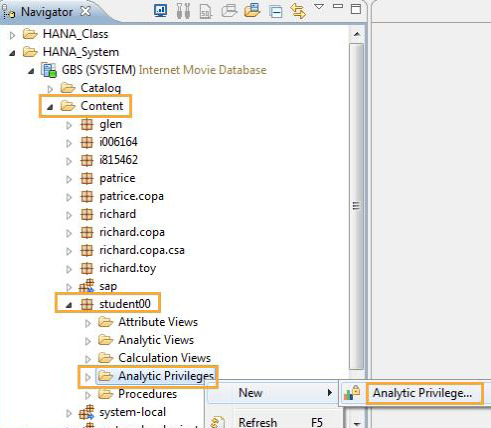 Navigator
HANA_Class
HANA_System
GBS (SYSTEM) Internet Movie Database
Catalog
Content
glen
i006164
i815462
patrice
patrice.copa
richard
richard.copa
richard.copa.csa
richard.toy
sap
student00
Attribute Views
Analytic Views
Calculation Views
Analytic Privileges
New
Analytic Privilege...
Procedures
system-local
Refresh F5